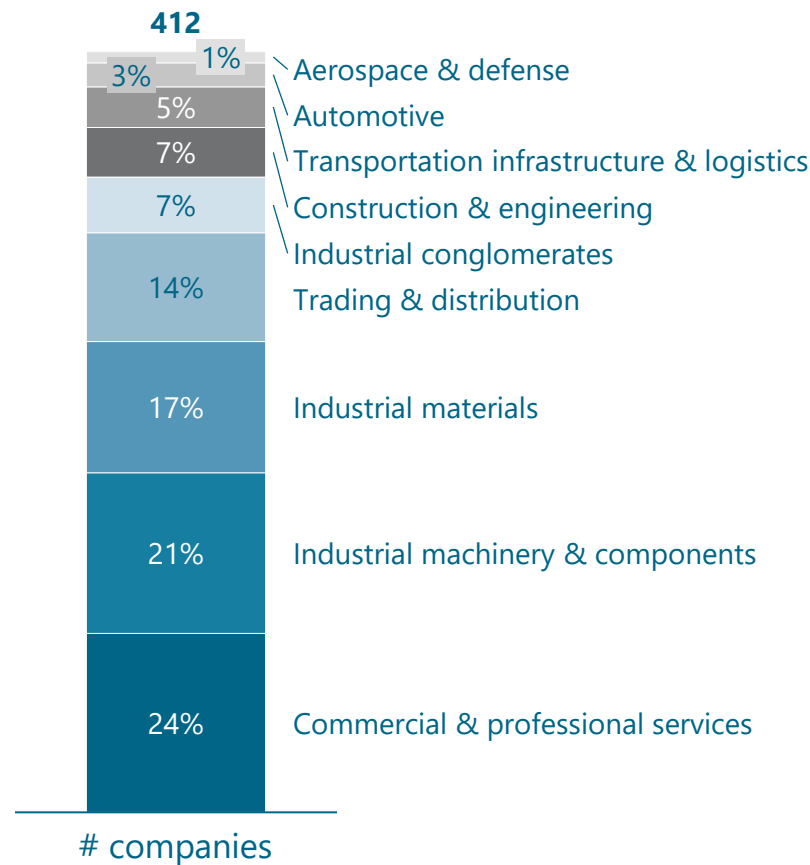 412
1%
Aerospace & defense
3%
Automotive
5%
Transportation infrastructure & logistics
7%
Construction & engineering
7%
Industrial conglomerates
14%
Trading & distribution
17%
Industrial materials
21%
Industrial machinery & components
24%
Commercial & professional services
# companies